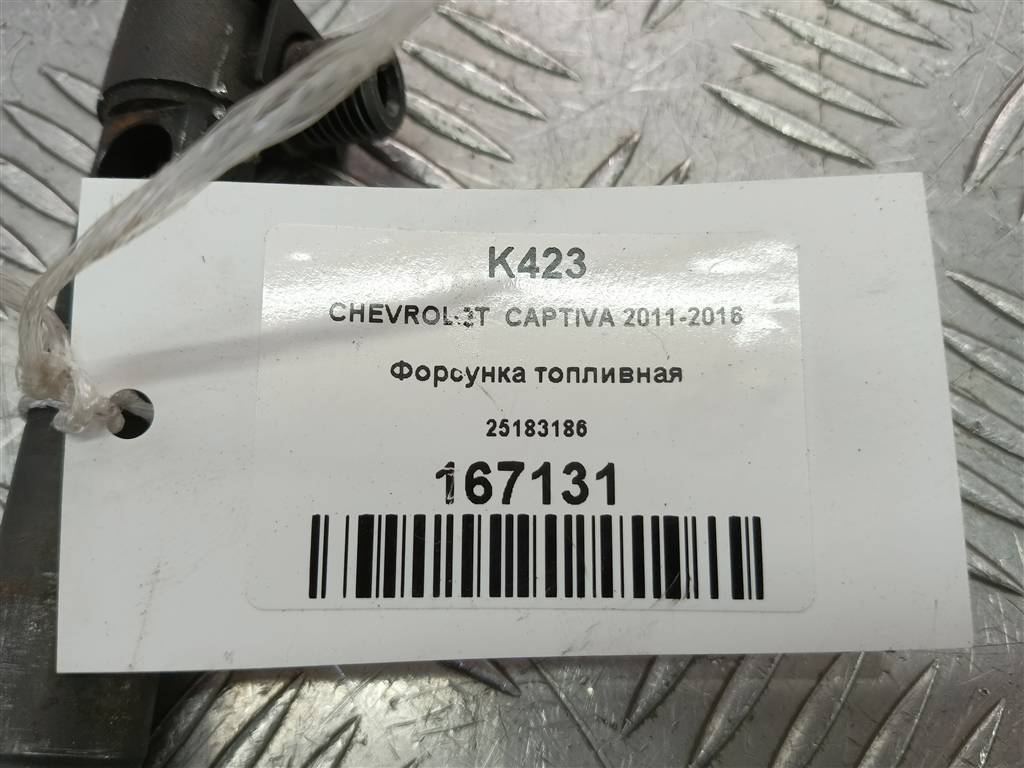 K423
CHEVROLET CAPTIVA 2011-2016
Форсунка топливная
25183186
167131